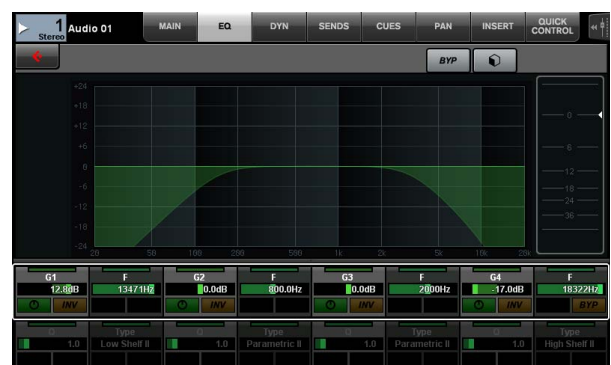 1 Audio 01 MAIN EQ DYN SENDS CUES PAN INSERT QUICK CONTROL
Stereo
BYP
+24
+18
+12
+6
0
-6
-12
-18
-24
20 50 100 200 500 1k 2k 5k 10k 20k
0
6
12
18
24
36
G1 F G2 F G3 F G4 F
12.8dB 13471Hz 0.0dB 800.0Hz 0.0dB 2000Hz -17.0dB 18322Hz
INV INV INV BYP
Q Type Q Type Q Type Q Type
1.0 Low Shelf II 1.0 Parametric II 1.0 Parametric II 1.0 High Shelf II